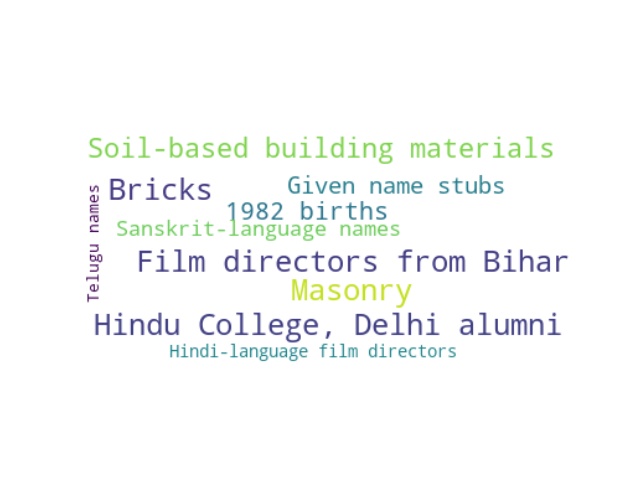 Soil-based building materials
Bricks
Given name stubs
1982 births
Sanskrit-language names
Telugu names
Film directors from Bihar
Masonry
Hindu College, Delhi alumni
Hindi-language film directors